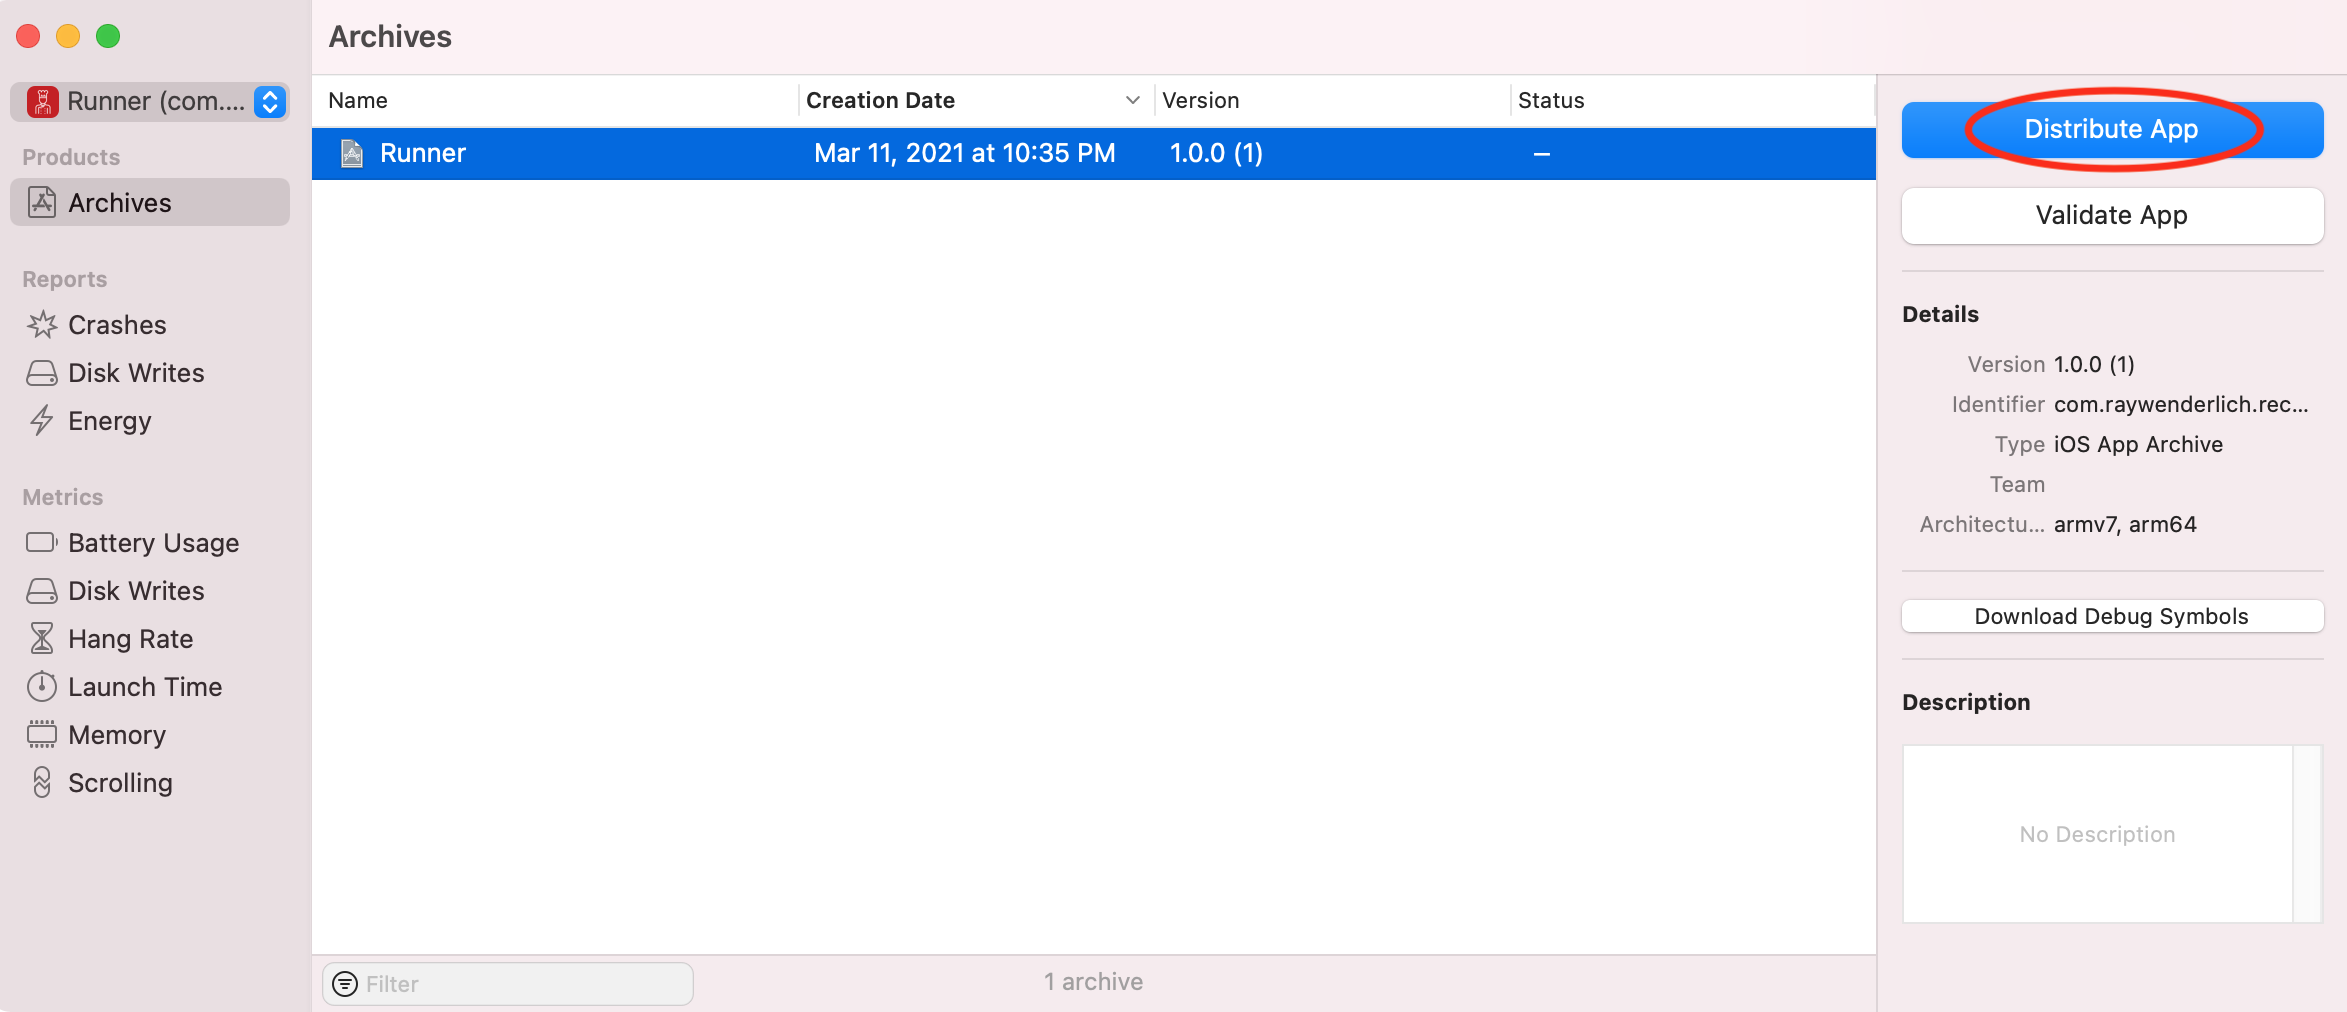 Archives
Runner (com....
Products
Archives
Reports
Crashes
Disk Writes
Energy
Metrics
Battery Usage
Disk Writes
Hang Rate
Launch Time
Memory
Scrolling
Name Creation Date Version Status
Runner Mar 11, 2021 at 10:35 PM 1.0.0 (1) –
Filter
1 archive
Distribute App
Validate App
Details
Version 1.0.0 (1)
Identifier com.raywenderlich.rec...
Type iOS App Archive
Team
Architectu... armv7, arm64
Download Debug Symbols
Description
No Description